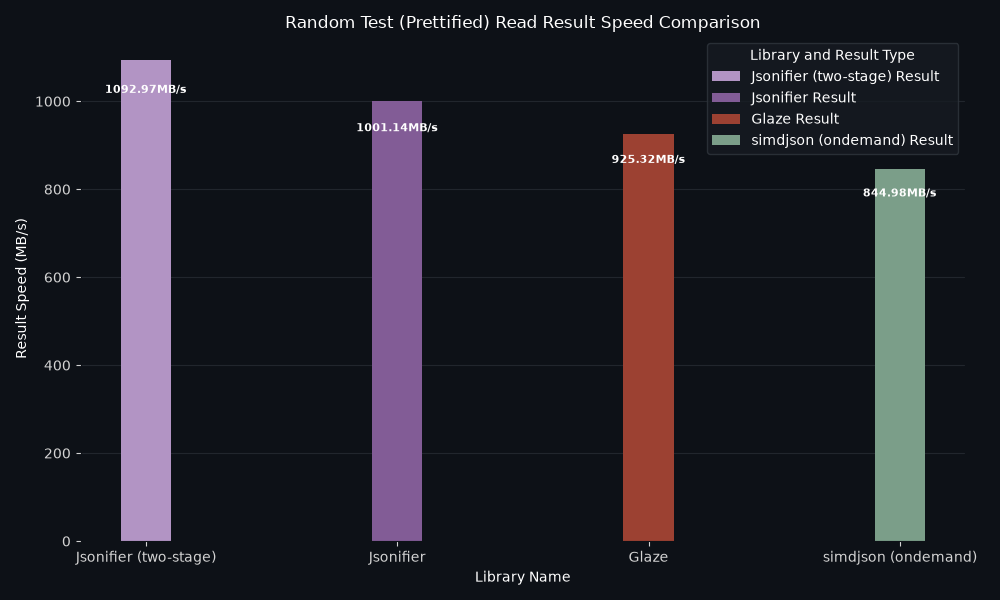 Random Test (Prettified) Read Result Speed Comparison
Library and Result Type
Jsonifier (two-stage) Result
Jsonifier Result
Glaze Result
simdjson (ondemand) Result
1092.97MB/s
1001.14MB/s
925.32MB/s
844.98MB/s
Result Speed (MB/s)
1000
800
600
400
200
0
Jsonifier (two-stage)
Jsonifier
Glaze
simdjson (ondemand)
Library Name